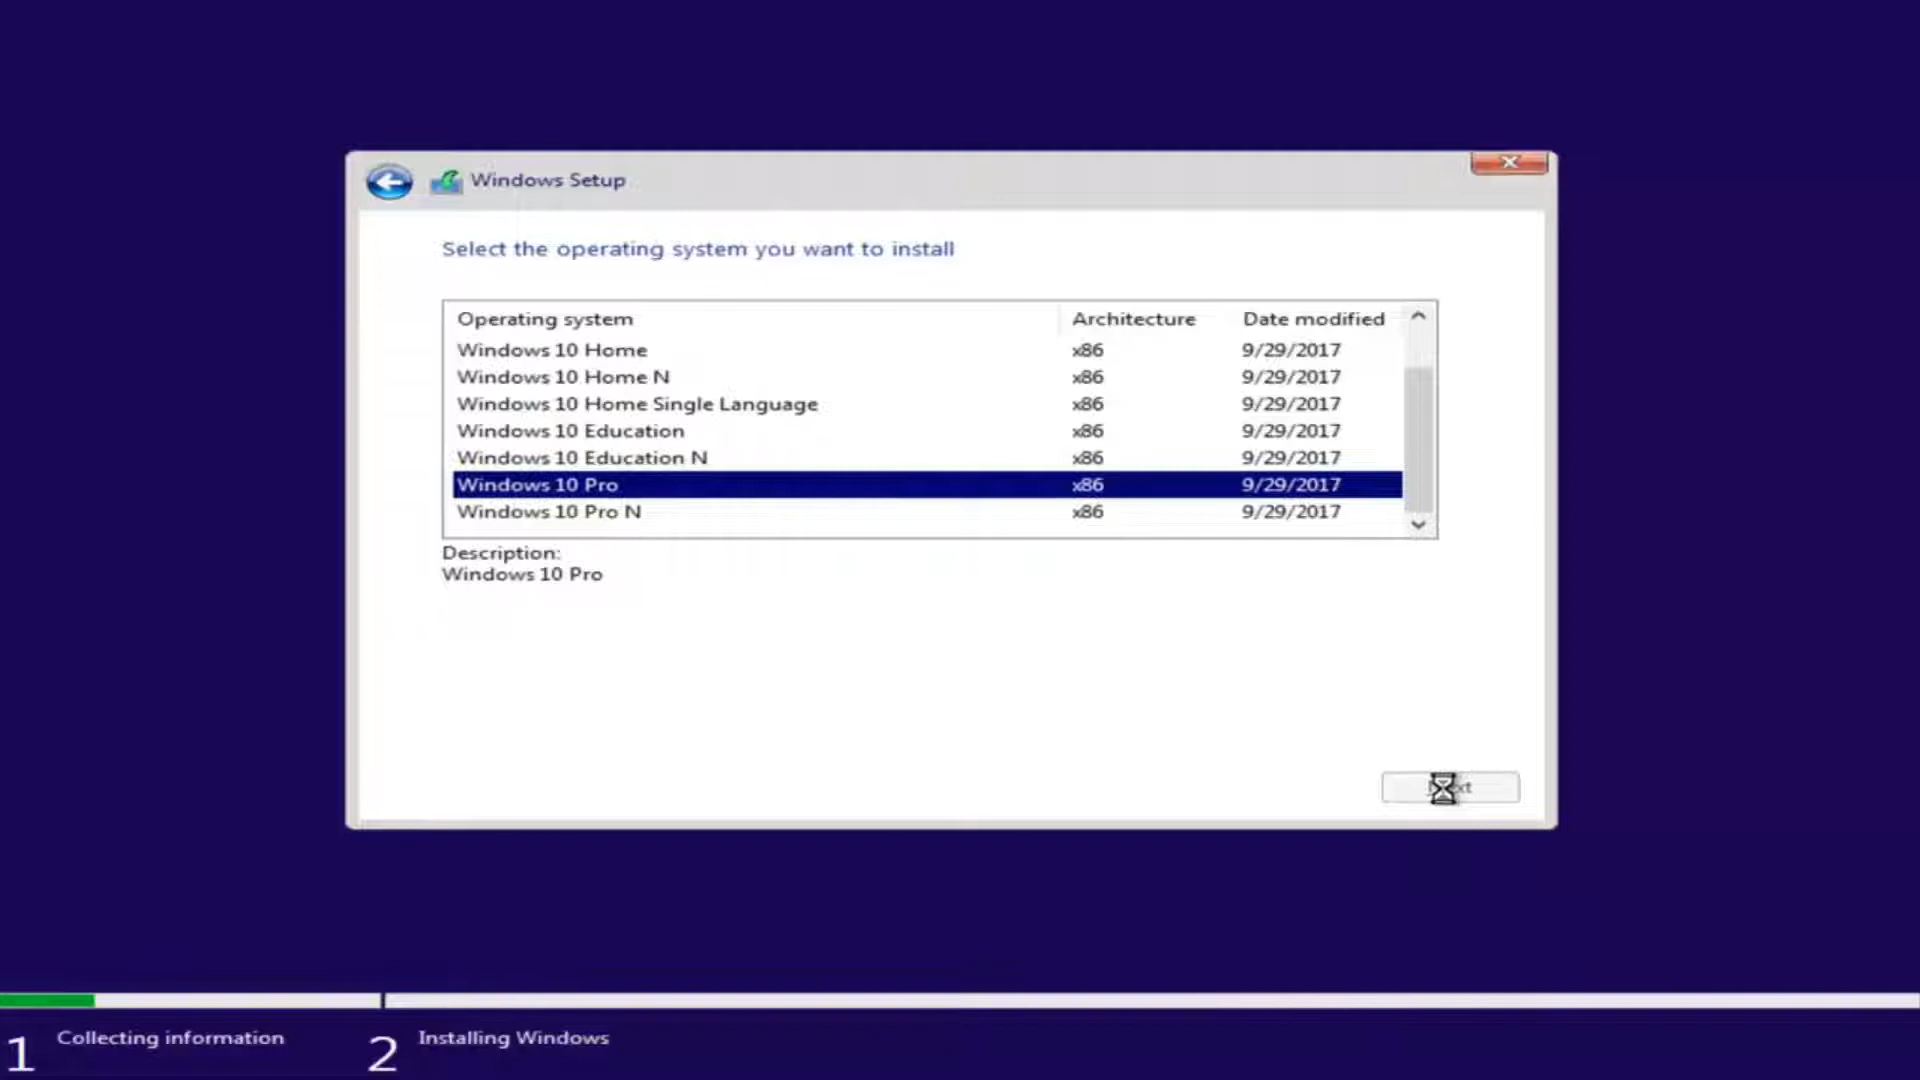 Windows Setup
Select the operating system you want to install
Operating system Architecture Date modified
Windows 10 Home x86 9/29/2017
Windows 10 Home N x86 9/29/2017
Windows 10 Home Single Language x86 9/29/2017
Windows 10 Education x86 9/29/2017
Windows 10 Education N x86 9/29/2017
Windows 10 Pro x86 9/29/2017
Windows 10 Pro N x86 9/29/2017
Description:
Windows 10 Pro
1 Collecting information 2 Installing Windows